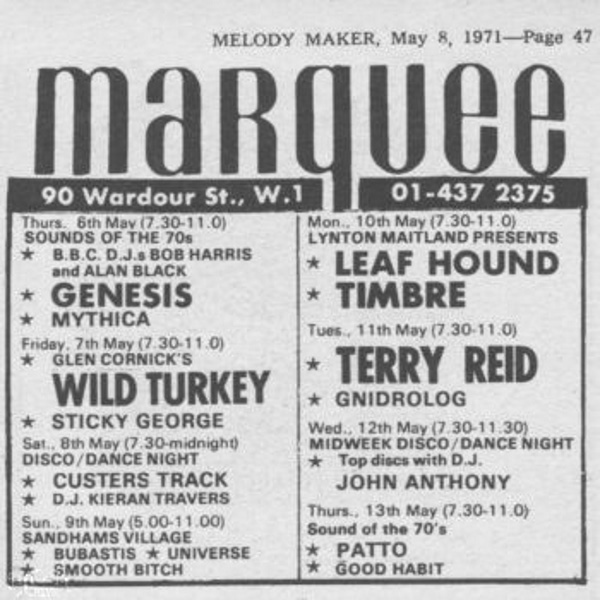 MELODY MAKER, May 8, 1971—Page 47
marquee
90 Wardour St., W.1
01-437 2375
Thurs. 6th May (7.30-11.0)
SOUNDS OF THE 70s
★ B.B.C. D.J.s BOB HARRIS
and ALAN BLACK
★ GENESIS
★ MYTHICA
Friday, 7th May (7.30-11.0)
★ GLEN CORNICK'S
WILD TURKEY
★ STICKY GEORGE
Sat., 8th May (7.30-midnight)
DISCO/DANCE NIGHT
★ CUSTERS TRACK
★ D.J. KIERAN TRAVERS
Sun., 9th May (5.00-11.00)
SANDHAMS VILLAGE
★ BUBASTIS ★ UNIVERSE
★ SMOOTH BITCH
Mon., 10th May (7.30-11.0)
LYNTON MAITLAND PRESENTS
★ LEAF HOUND
★ TIMBRE
Tues., 11th May (7.30-11.0)
★ TERRY REID
★ GNIDROLOG
Wed., 12th May (7.30-11.30)
MIDWEEK DISCO/DANCE NIGHT
★ Top discs with D.J.
JOHN ANTHONY
Thurs., 13th May (7.30-11.0)
Sound of the 70's
★ PATTO
★ GOOD HABIT